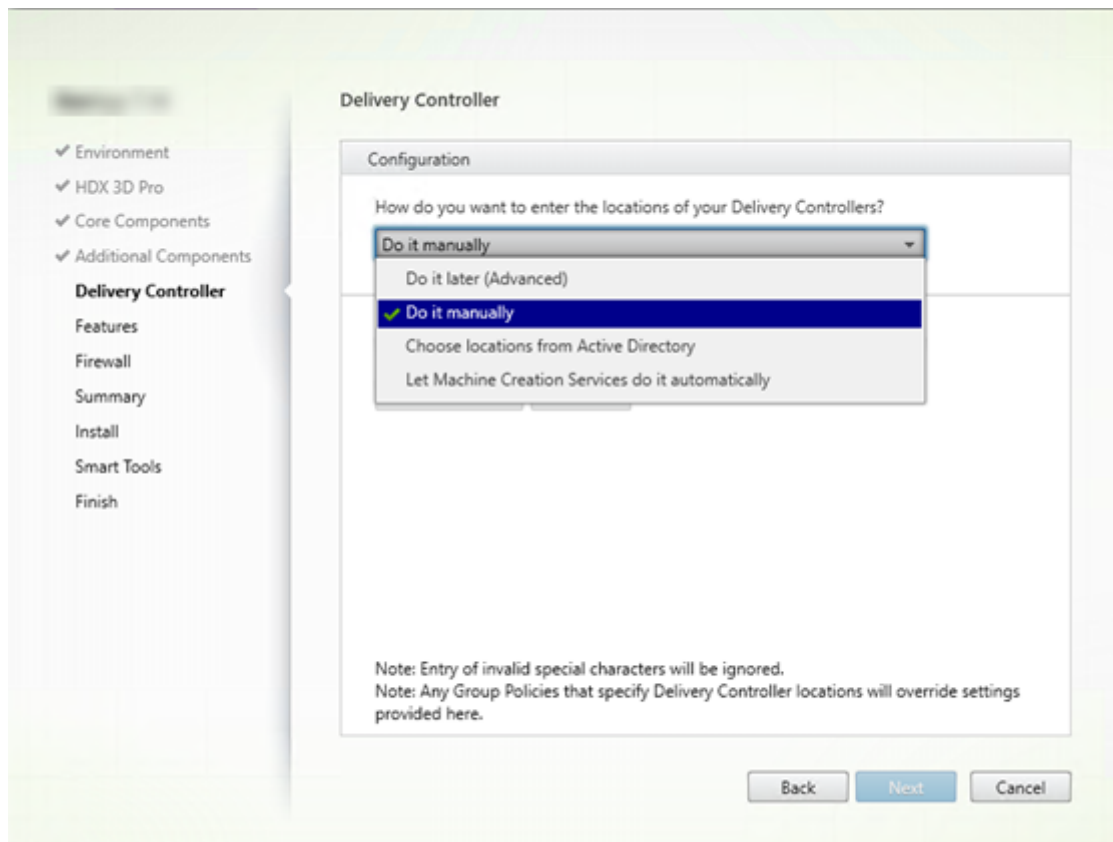 Delivery Controller
Environment
HDX 3D Pro
Core Components
Additional Components
Delivery Controller
Features
Firewall
Summary
Install
Smart Tools
Finish
Configuration
How do you want to enter the locations of your Delivery Controllers?
Do it manually
Do it later (Advanced)
Do it manually
Choose locations from Active Directory
Let Machine Creation Services do it automatically
Note: Entry of invalid special characters will be ignored.
Note: Any Group Policies that specify Delivery Controller locations will override settings
provided here.
Back
Next
Cancel